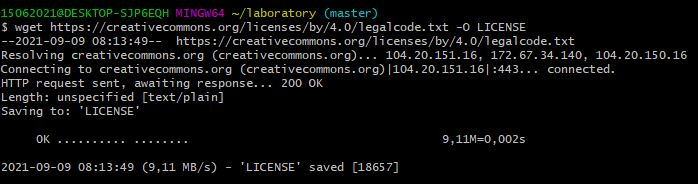 15062021@DESKTOP-SJP6EQH MINGW64 ~/laboratory (master)
$ wget https://creativecommons.org/licenses/by/4.0/legalcode.txt -O LICENSE
--2021-09-09 08:13:49--  https://creativecommons.org/licenses/by/4.0/legalcode.txt
Resolving creativecommons.org (creativecommons.org)... 104.20.151.16, 172.67.34.140, 104.20.150.16
Connecting to creativecommons.org (creativecommons.org)|104.20.151.16|:443... connected.
HTTP request sent, awaiting response... 200 OK
Length: unspecified [text/plain]
Saving to: 'LICENSE'
0K .......... ........ 9,11M=0,002s
2021-09-09 08:13:49 (9,11 MB/s) - 'LICENSE' saved [18657]